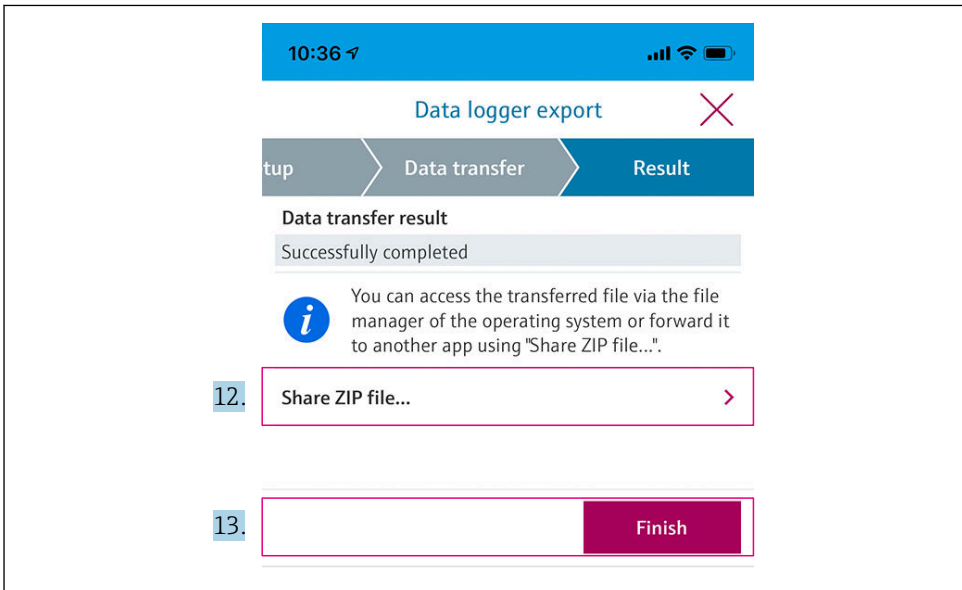 10:36
Data logger export
tup
Data transfer
Result
Data transfer result
Successfully completed
You can access the transferred file via the file
manager of the operating system or forward it
to another app using "Share ZIP file...".
12.
Share ZIP file...
13.
Finish